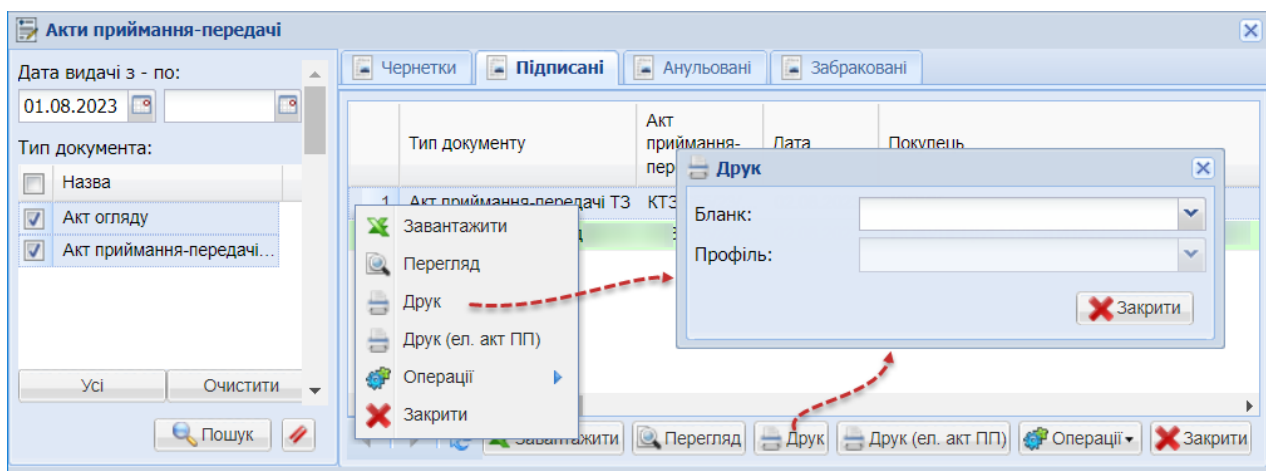 Акти приймання-передачі
Дата видачі з - по:
01.08.2023
Тип документа:
Назва
Акт огляду
Акт приймання-передачі...
Усі Очистити
Пошук
Чернетки Підписані Анульовані Забраковані
Тип документу
Акт
приймання-
пер
Дата
Покупець
1 Акт приймання-передачі ТЗ КТЗ
Завантажити
Перегляд
Друк
Друк (ел. акт ПП)
Операції
Закрити
Друк
Бланк:
Профіль:
Закрити
Завантажити Перегляд Друк Друк (ел. акт ПП) Операції Закрити